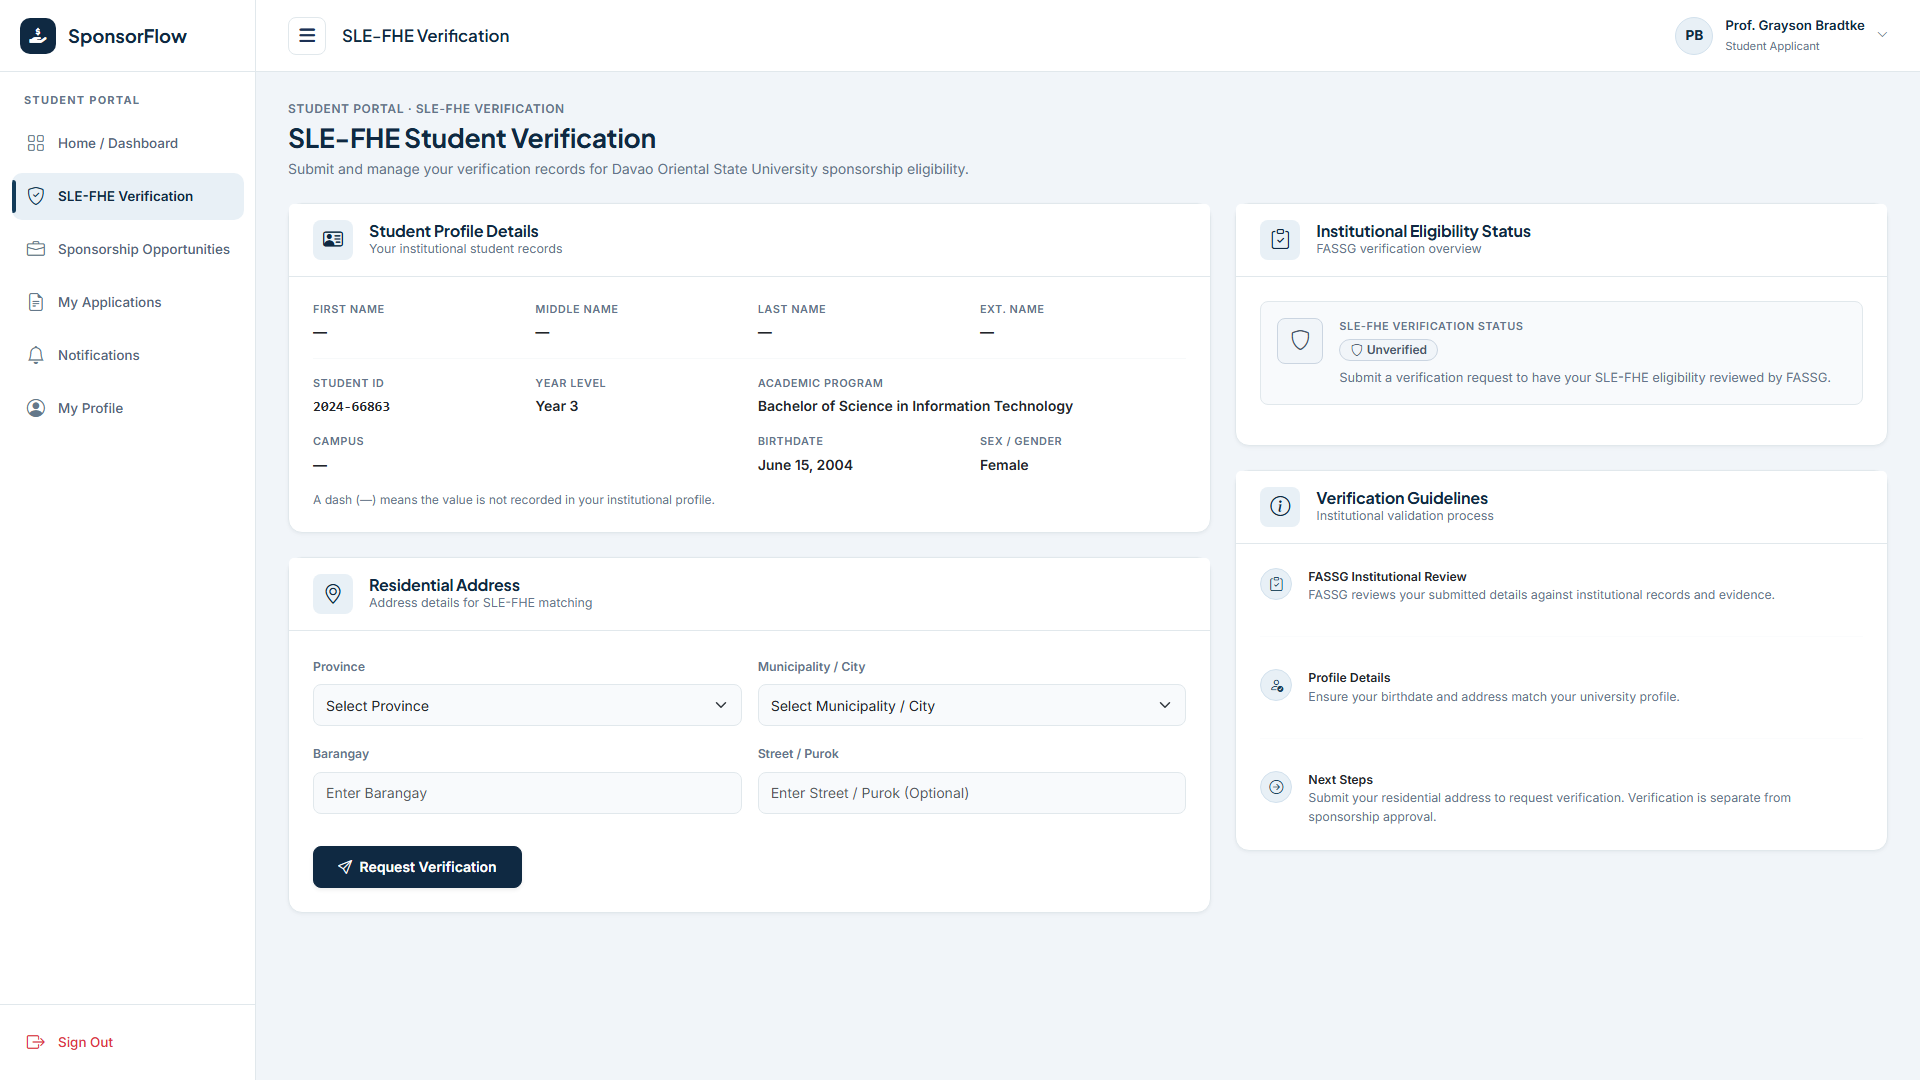 SponsorFlow
SLE-FHE Verification
PB
Prof. Grayson Bradtke
Student Applicant
STUDENT PORTAL
Home / Dashboard
SLE-FHE Verification
Sponsorship Opportunities
My Applications
Notifications
My Profile
Sign Out
STUDENT PORTAL · SLE-FHE VERIFICATION
SLE-FHE Student Verification
Submit and manage your verification records for Davao Oriental State University sponsorship eligibility.
Student Profile Details
Your institutional student records
FIRST NAME
—
MIDDLE NAME
—
LAST NAME
—
EXT. NAME
—
STUDENT ID
2024-66863
YEAR LEVEL
Year 3
ACADEMIC PROGRAM
Bachelor of Science in Information Technology
CAMPUS
—
BIRTHDATE
June 15, 2004
SEX / GENDER
Female
A dash (—) means the value is not recorded in your institutional profile.
Residential Address
Address details for SLE-FHE matching
Province
Select Province
Municipality / City
Select Municipality / City
Barangay
Enter Barangay
Street / Purok
Enter Street / Purok (Optional)
Request Verification
Institutional Eligibility Status
FASSG verification overview
SLE-FHE VERIFICATION STATUS
Unverified
Submit a verification request to have your SLE-FHE eligibility reviewed by FASSG.
Verification Guidelines
Institutional validation process
FASSG Institutional Review
FASSG reviews your submitted details against institutional records and evidence.
Profile Details
Ensure your birthdate and address match your university profile.
Next Steps
Submit your residential address to request verification. Verification is separate from
sponsorship approval.